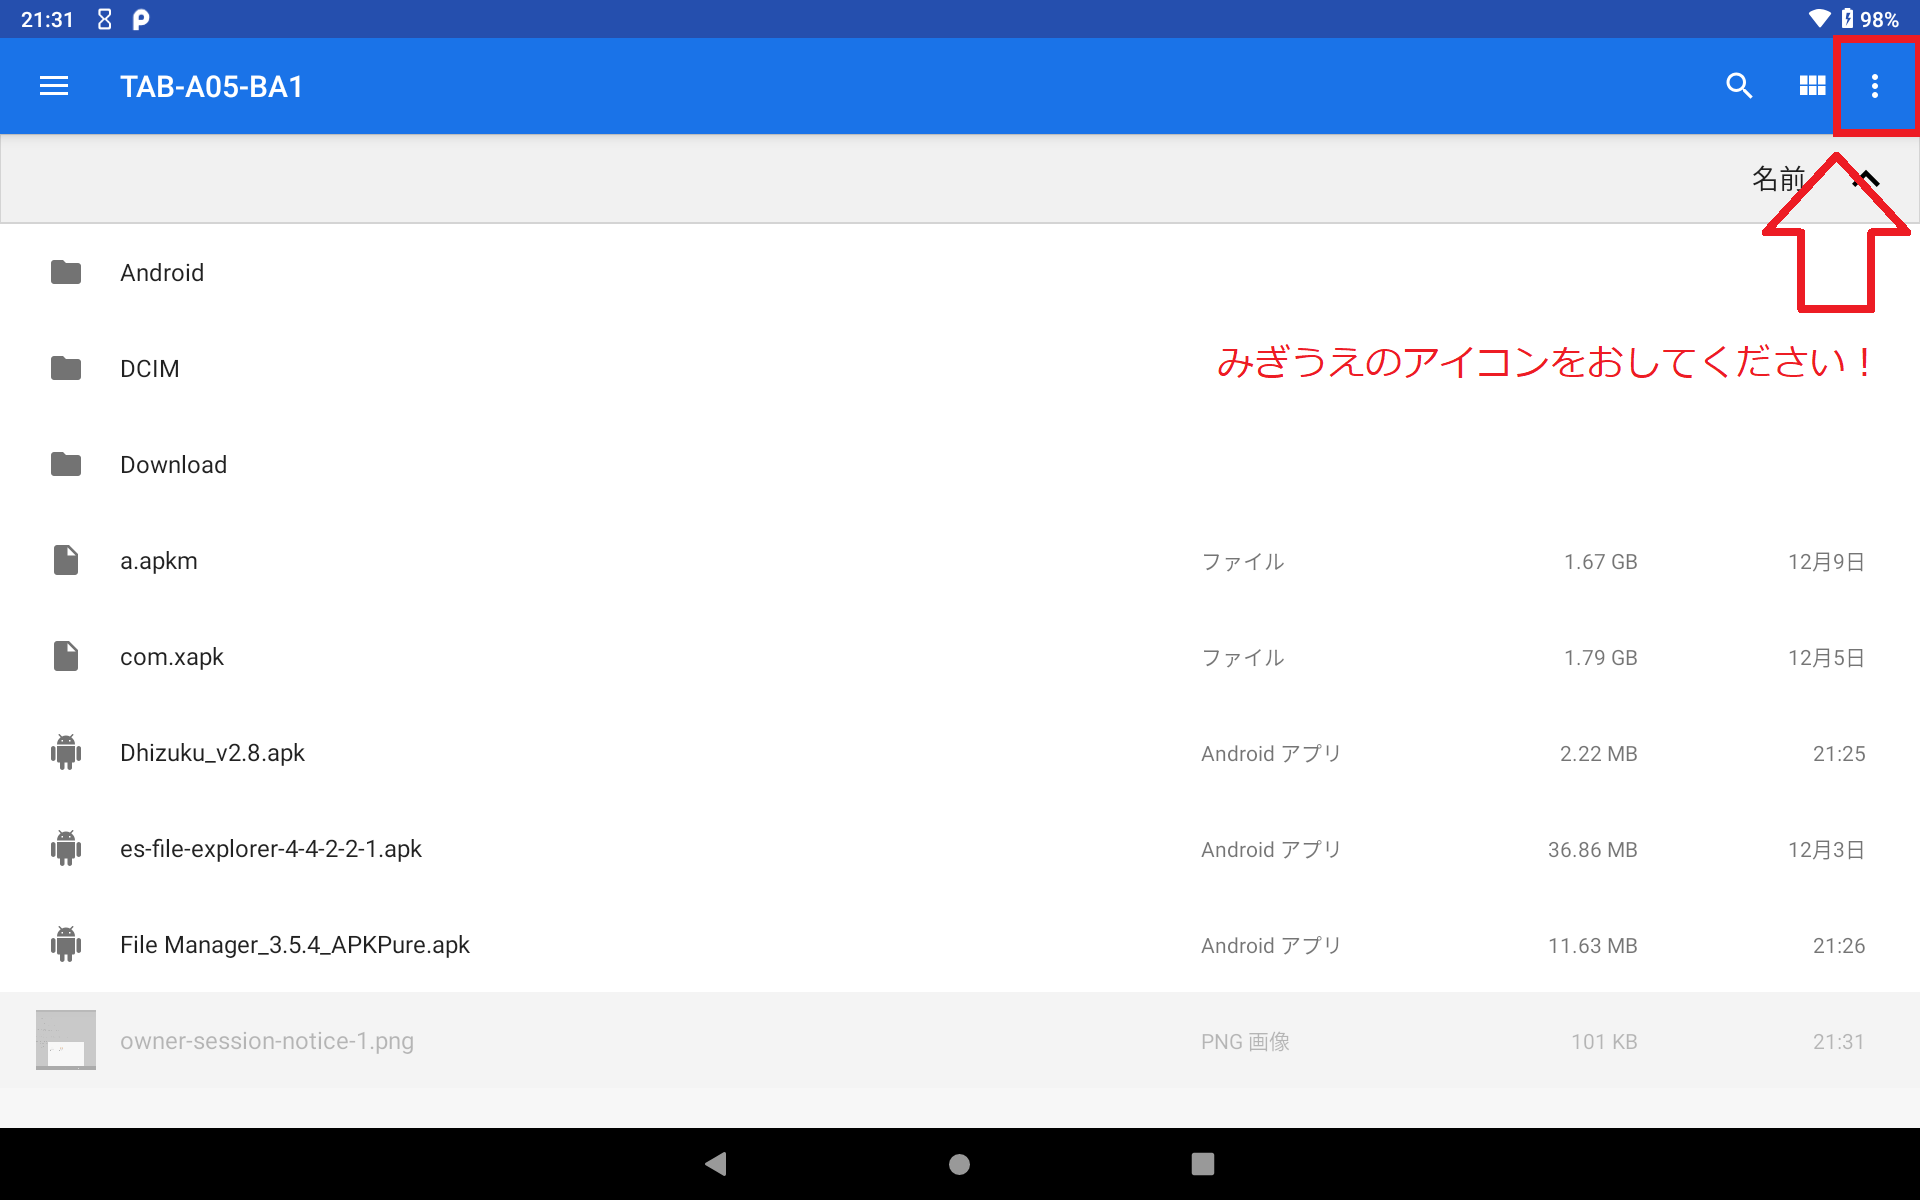 21:31
98%
TAB-A05-BA1
名前
Android
みぎうえのアイコンをおしてください！
DCIM
Download
a.apkm ファイル 1.67 GB 12月9日
com.xapk ファイル 1.79 GB 12月5日
Dhizuku_v2.8.apk Android アプリ 2.22 MB 21:25
es-file-explorer-4-4-2-2-1.apk Android アプリ 36.86 MB 12月3日
File Manager_3.5.4_APKPure.apk Android アプリ 11.63 MB 21:26
owner-session-notice-1.png PNG 画像 101 KB 21:31